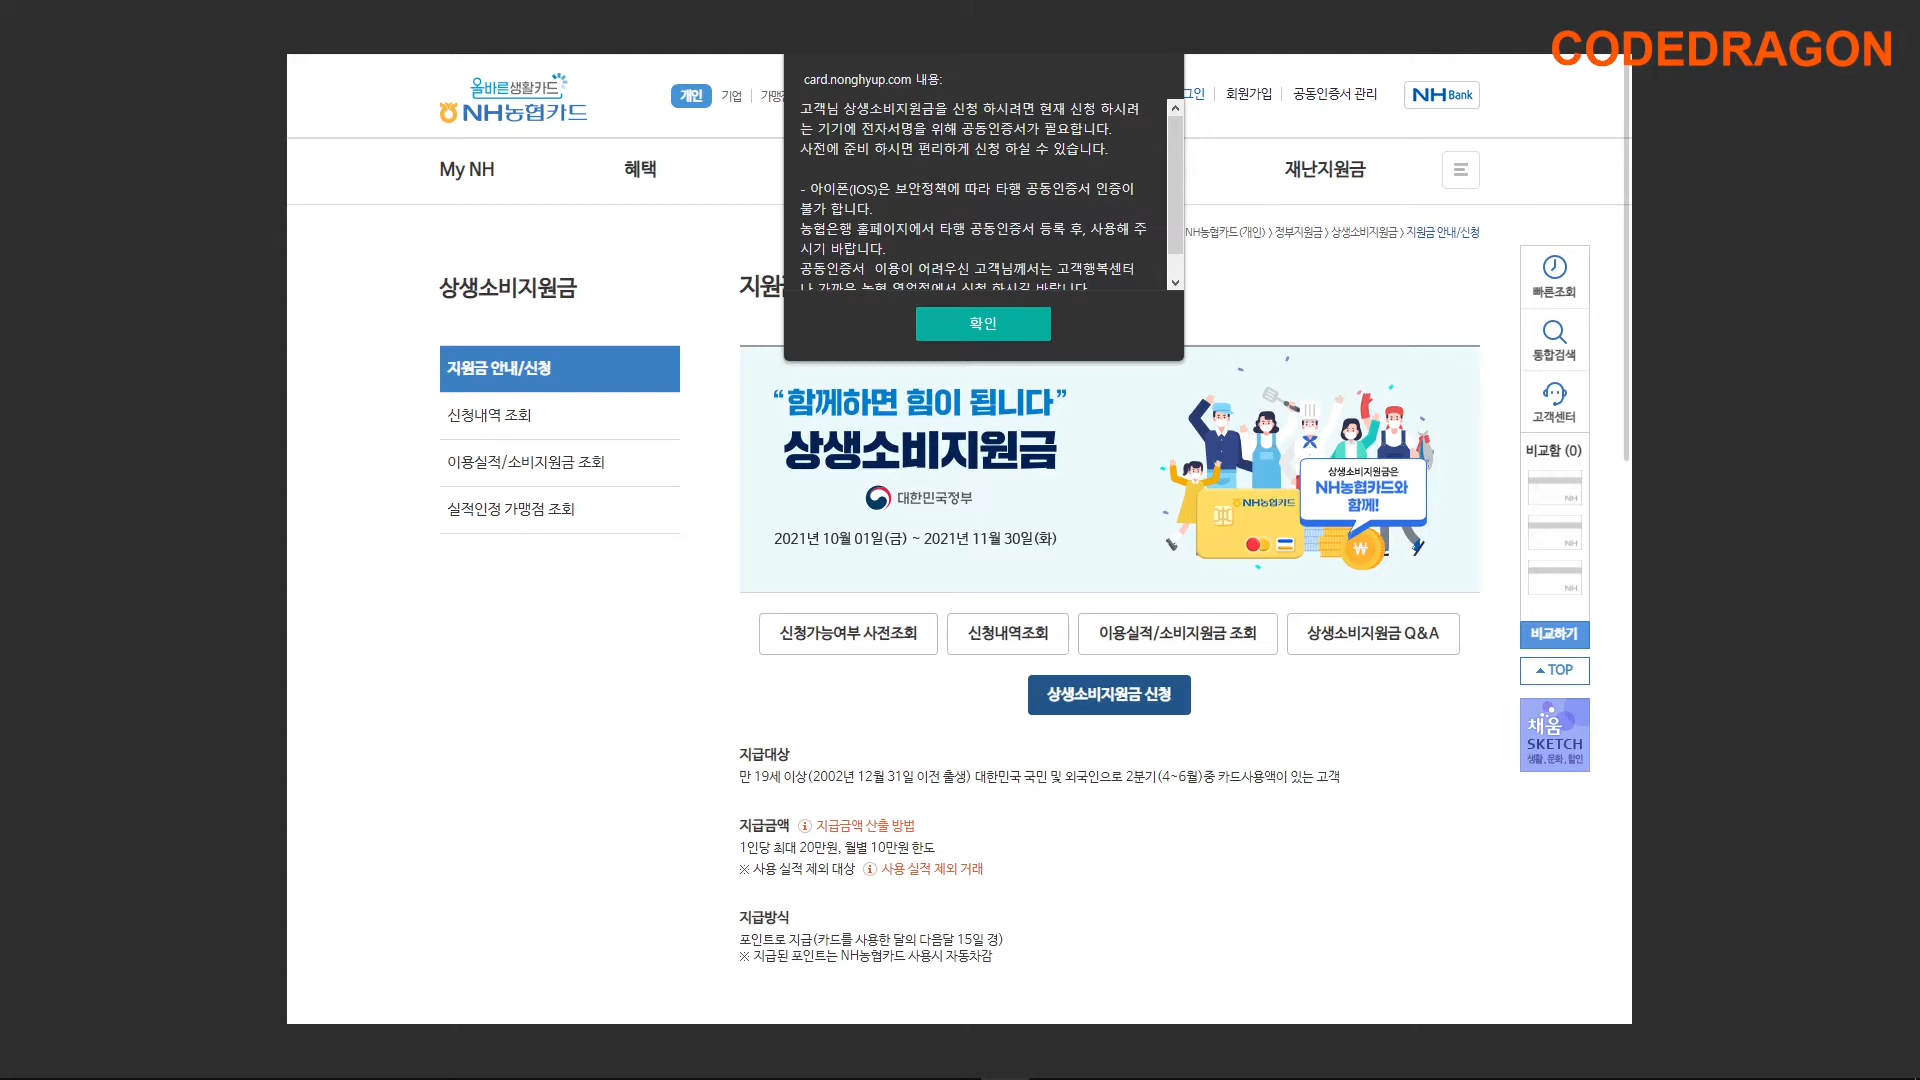 CODEDRAGON
올바른생활카드
NH농협카드
개인
기업
회원가입
공동인증서 관리
NH Bank
card.nonghyup.com 내용:
고객님 상생소비지원금을 신청 하시려면 현재 신청 하시려
는 기기에 전자서명을 위해 공동인증서가 필요합니다.
사전에 준비 하시면 편리하게 신청 하실 수 있습니다.
- 아이폰(IOS)은 보안정책에 따라 타행 공동인증서 인증이
불가 합니다.
농협은행 홈페이지에서 타행 공동인증서 등록 후, 사용해 주
시기 바랍니다.
공동인증서 이용이 어려우신 고객님께서는 고객행복센터
나 가까운 농협 영업점에서 신청 하시길 바랍니다.
확인
My NH
혜택
재난지원금
NH농협카드(개인) > 정부지원금 > 상생소비지원금 > 지원금 안내/신청
상생소비지원금
지원금 안내/신청
신청내역 조회
이용실적/소비지원금 조회
실적인정 가맹점 조회
“함께하면 힘이 됩니다”
상생소비지원금
대한민국정부
2021년 10월 01일(금) ~ 2021년 11월 30일(화)
상생소비지원금은
NH농협카드와
함께!
NH농협카드
신청가능여부 사전조회
신청내역조회
이용실적/소비지원금 조회
상생소비지원금 Q&A
상생소비지원금 신청
지급대상
만 19세 이상(2002년 12월 31일 이전 출생) 대한민국 국민 및 외국인으로 2분기(4~6월)중 카드사용액이 있는 고객
지급금액 지급금액 산출 방법
1인당 최대 20만원, 월별 10만원 한도
※ 사용 실적 제외 대상 사용 실적 제외 거래
지급방식
포인트로 지급(카드를 사용한 달의 다음달 15일 경)
※ 지급된 포인트는 NH농협카드 사용시 자동차감
빠른조회
통합검색
고객센터
비교함 (0)
NH
NH
NH
비교하기
TOP
채움
SKETCH
생활.문화.할인